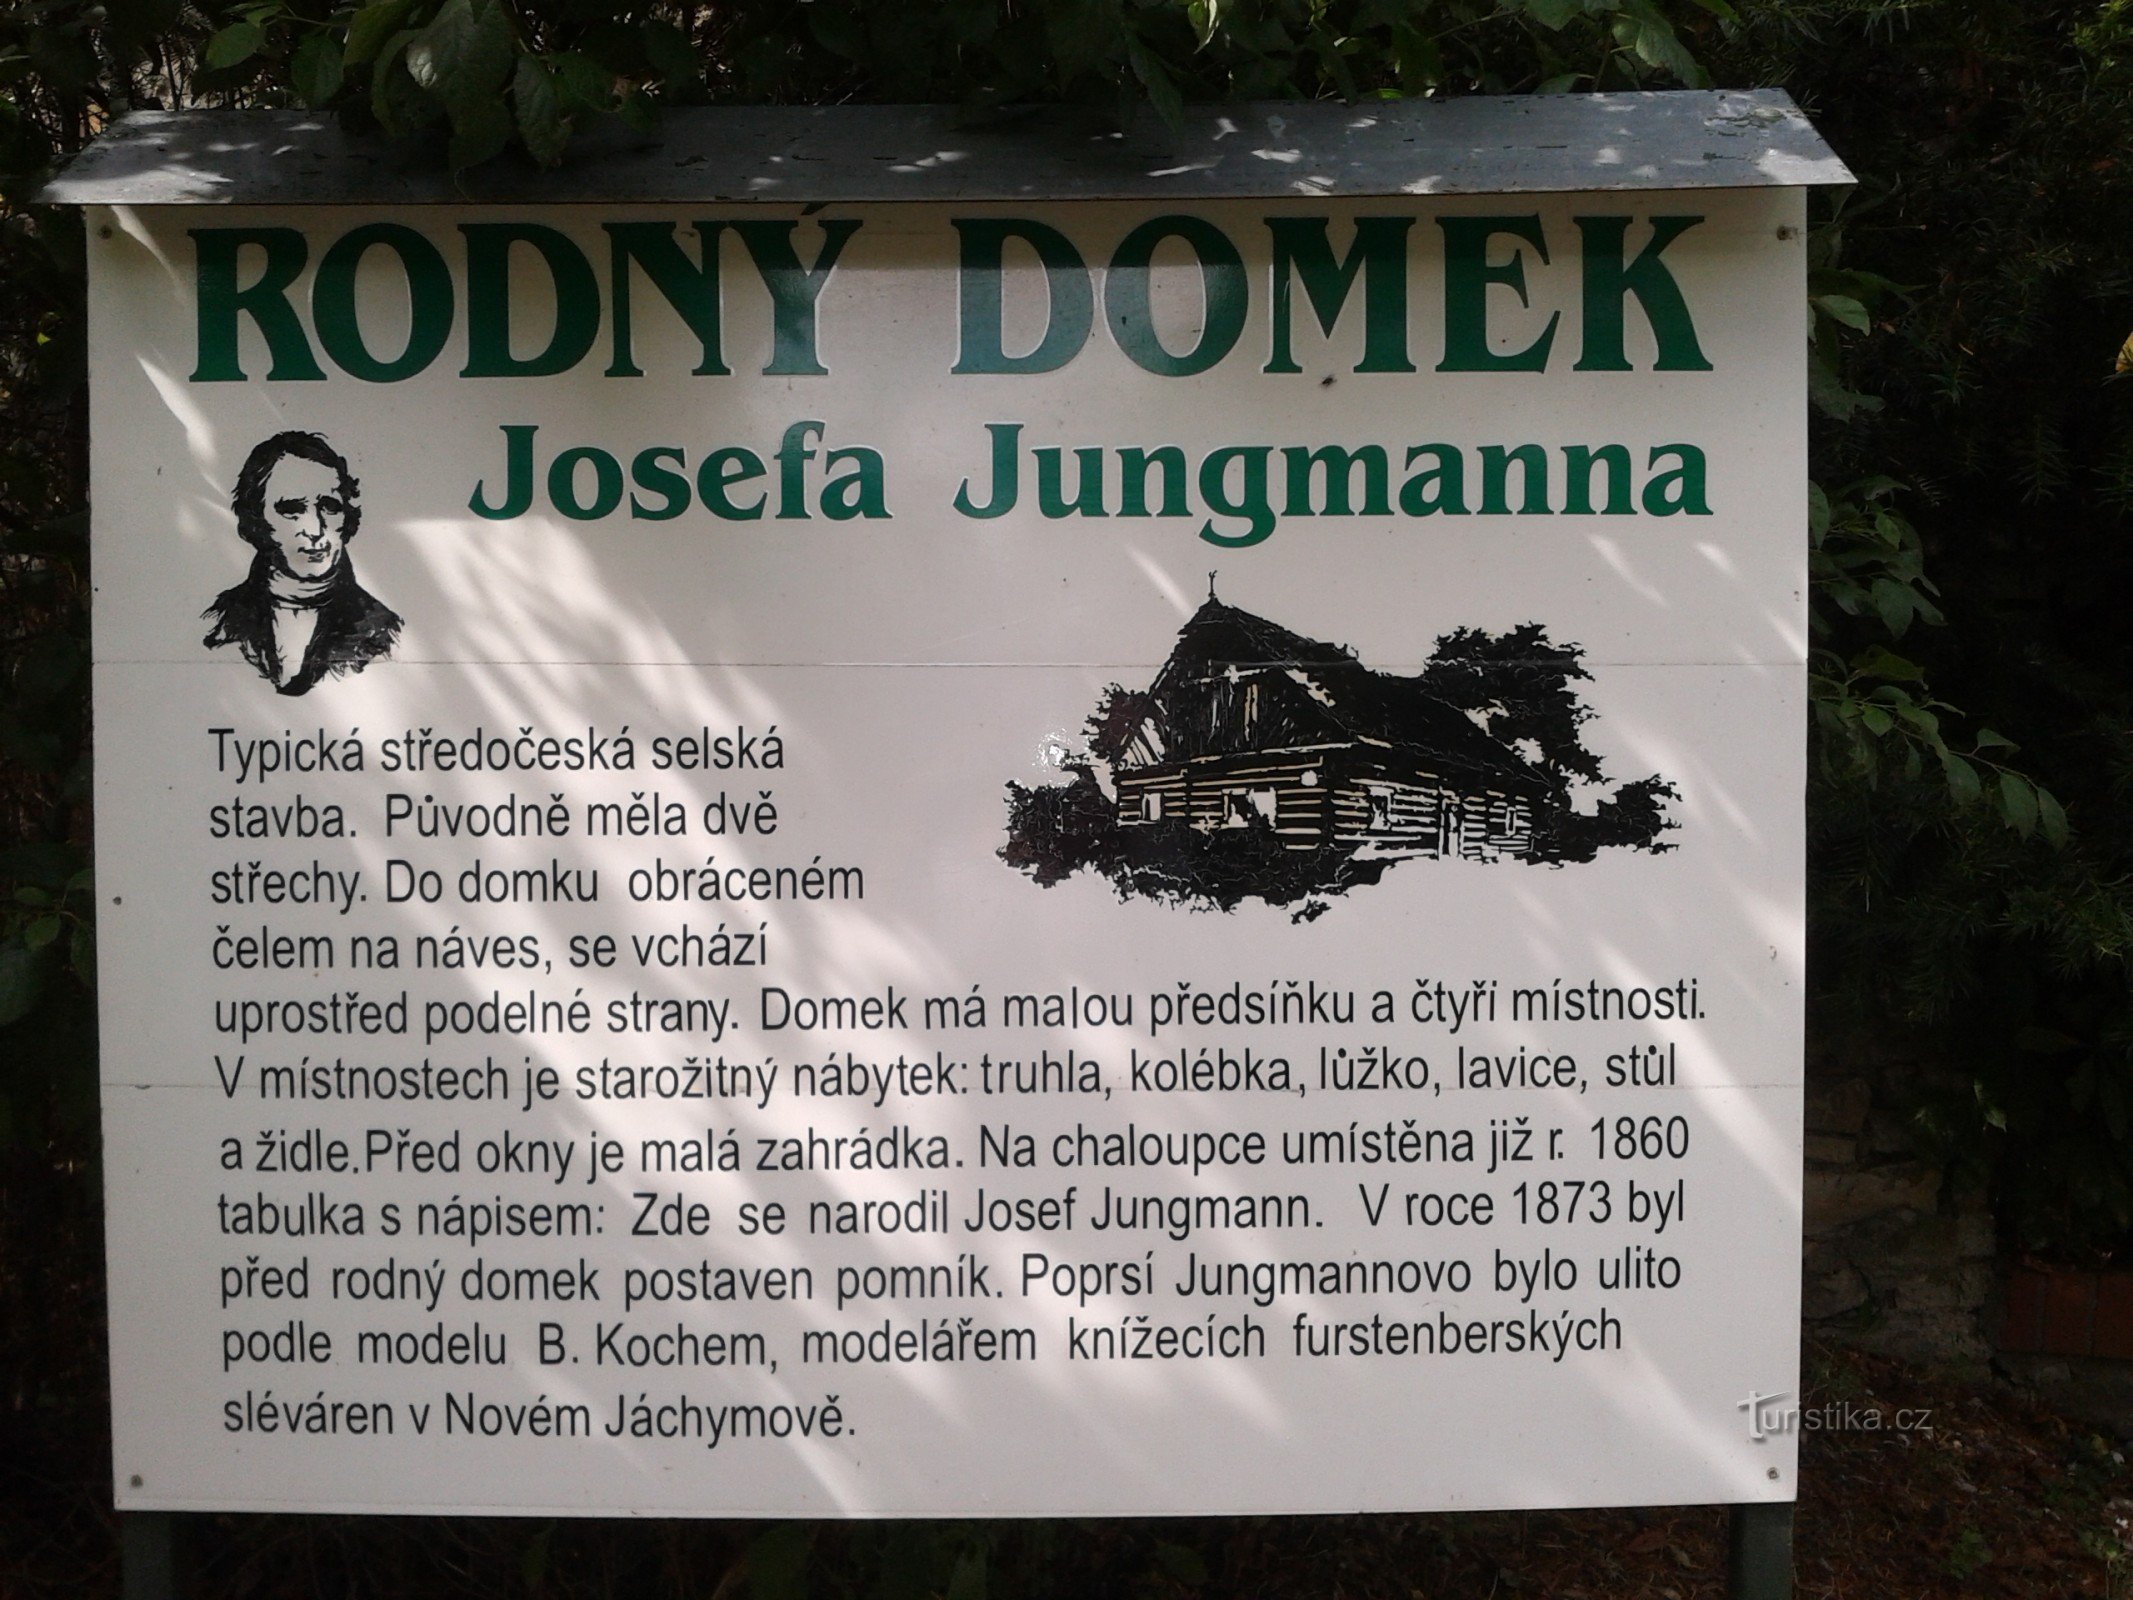 RODNÝ DOMEK
Josefa Jungmanna
Typická středočeská selská
stavba. Původně měla dvě
střechy. Do domku obráceném
čelem na náves, se vchází
uprostřed podelné strany. Domek má malou předsíňku a čtyři místnosti.
V místnostech je starožitný nábytek: truhla, kolébka, lůžko, lavice, stůl
a židle. Před okny je malá zahrádka. Na chaloupce umístěna již r. 1860
tabulka s nápisem: Zde se narodil Josef Jungmann. V roce 1873 byl
před rodný domek postaven pomník. Poprsí Jungmannovo bylo ulito
podle modelu B. Kochem, modelářem knížecích furstenberských
sléváren v Novém Jáchymově.
Turistika.cz